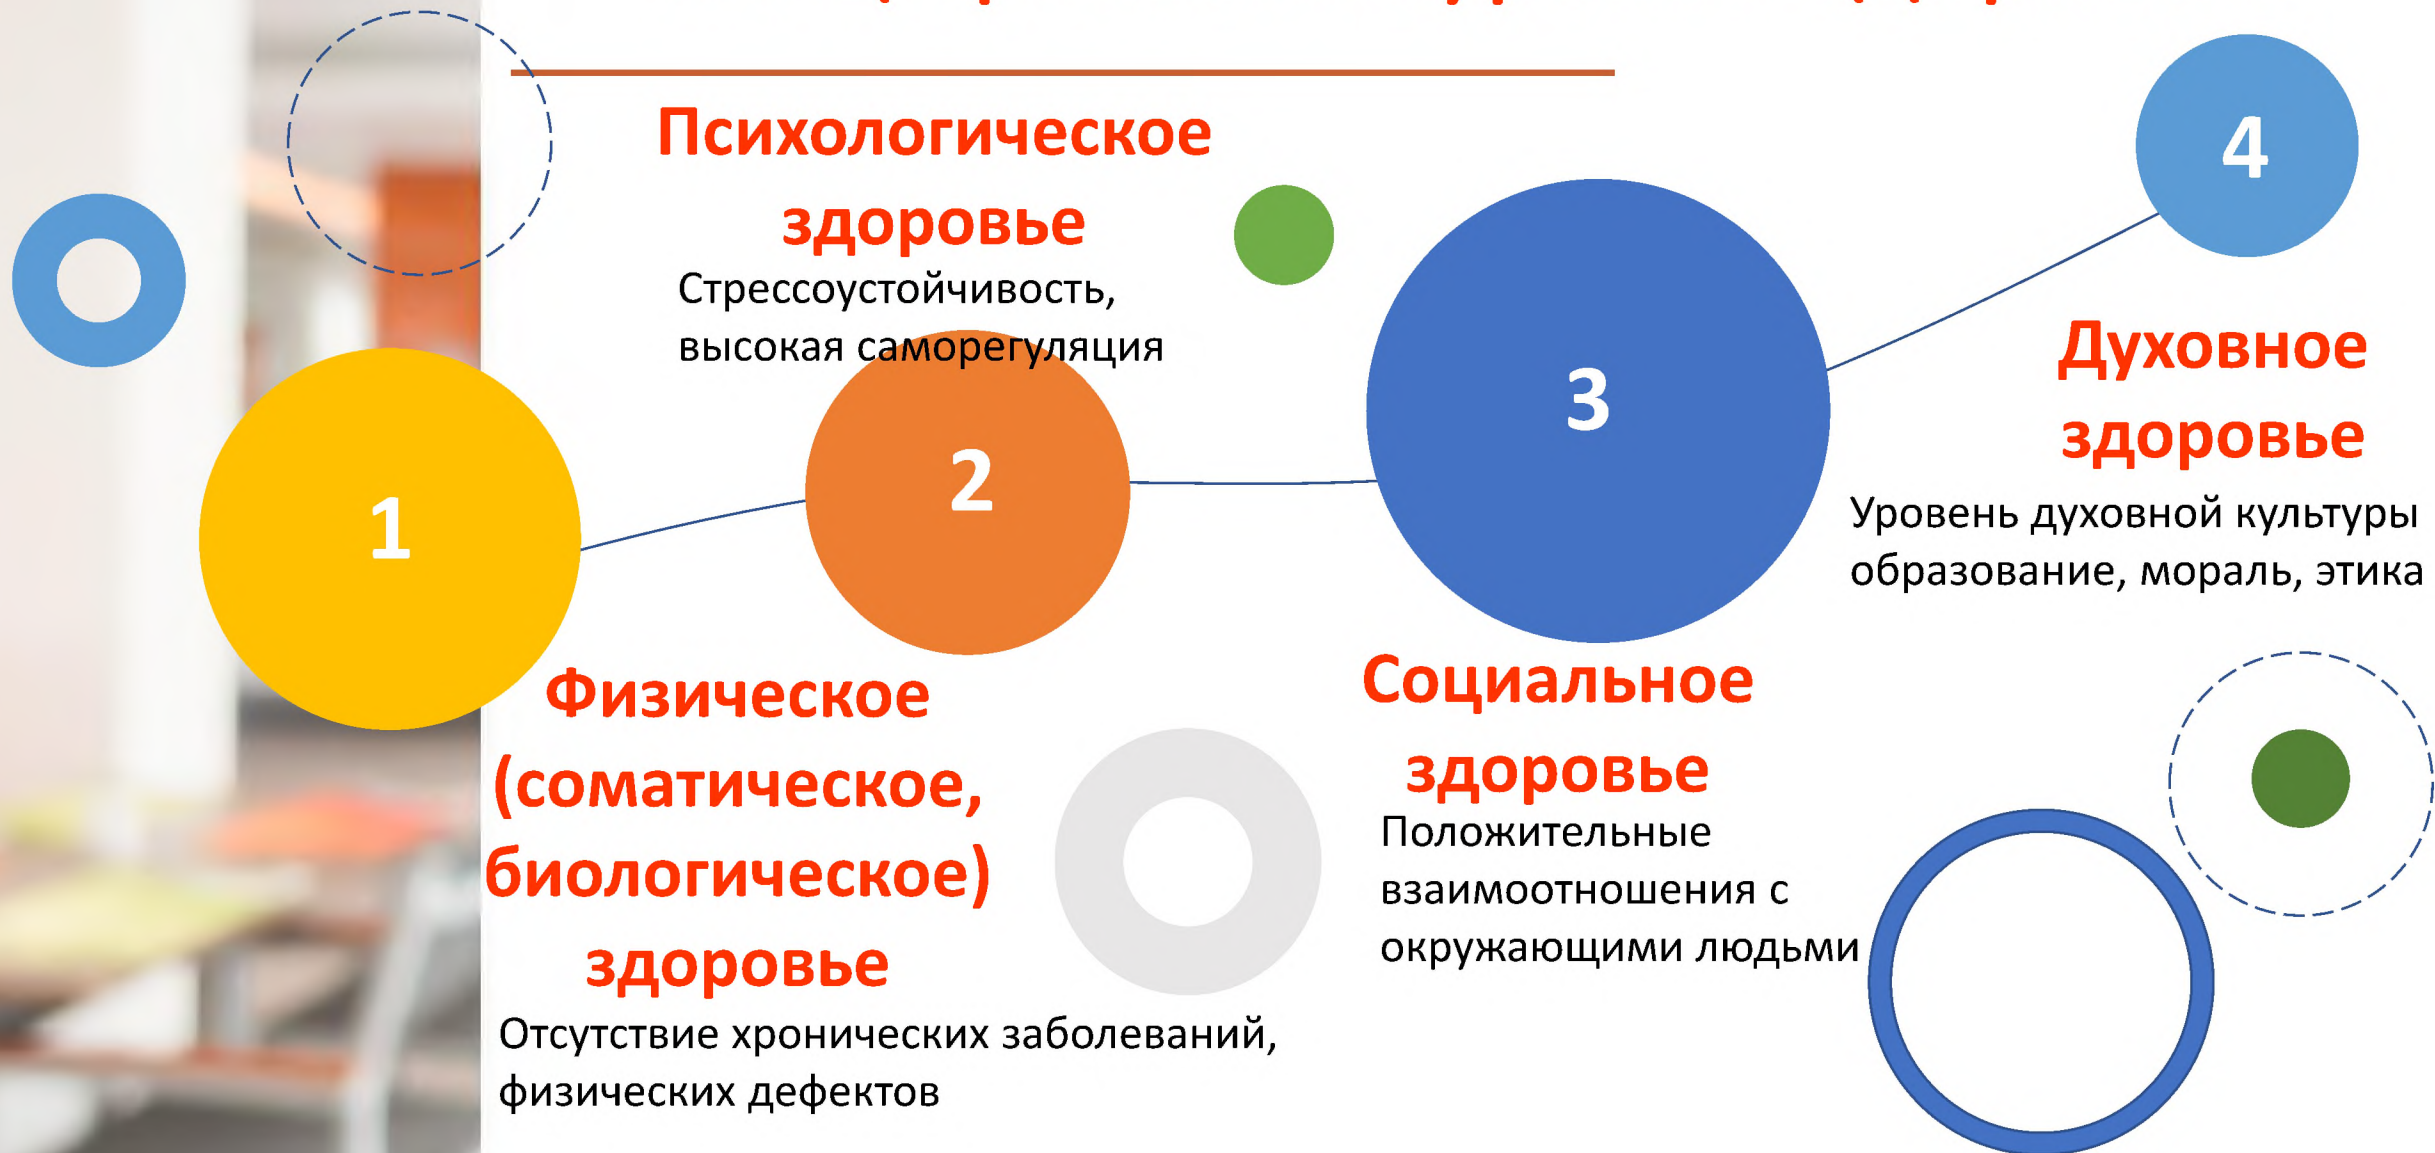 1
Физическое
(соматическое,
биологическое)
здоровье
Отсутствие хронических заболеваний,
физических дефектов
2
Психологическое
здоровье
Стрессоустойчивость,
высокая саморегуляция
3
Социальное
здоровье
Положительные
взаимоотношения с
окружающими людьми
4
Духовное
здоровье
Уровень духовной культуры
образование, мораль, этика